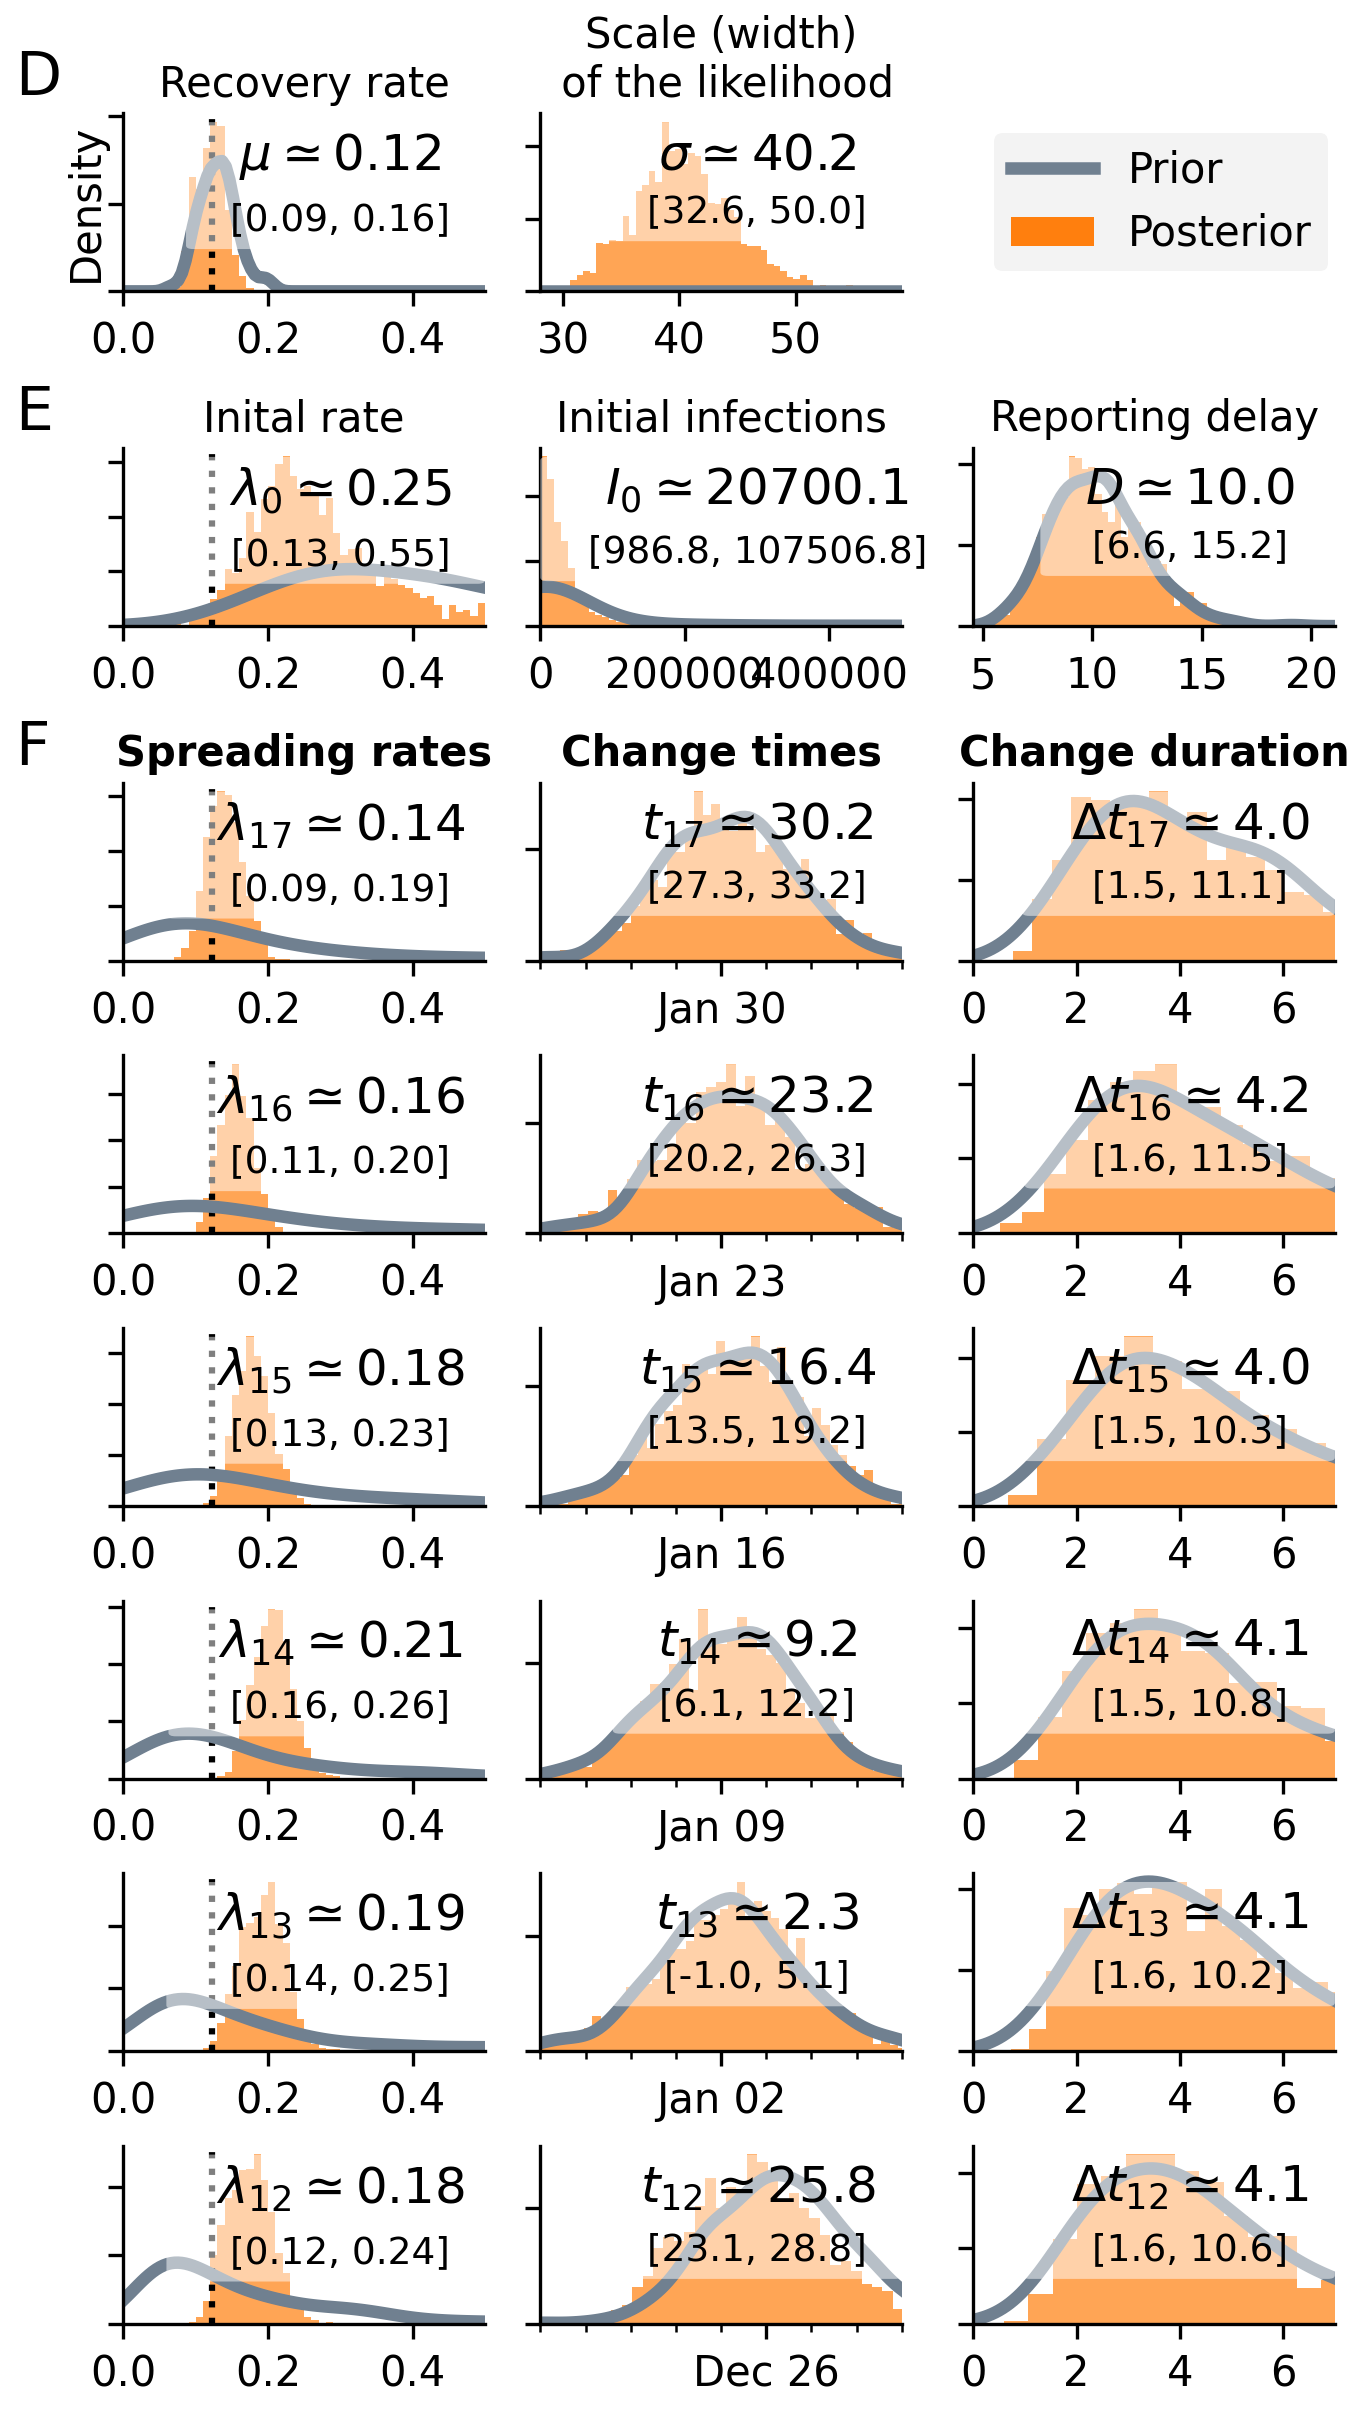 D
Recovery rate
Scale (width)
of the likelihood
Density
μ ≃ 0.12
[0.09, 0.16]
σ ≃ 40.2
[32.6, 50.0]
Prior
Posterior
0.0 0.2 0.4
30 40 50
E
Inital rate
Initial infections
Reporting delay
λ₀ ≃ 0.25
[0.13, 0.55]
I₀ ≃ 20700.1
[986.8, 107506.8]
D ≃ 10.0
[6.6, 15.2]
0.0 0.2 0.4
0 200000 400000
5 10 15 20
F
Spreading rates
Change times
Change duration
λ₁₇ ≃ 0.14
[0.09, 0.19]
t₁₇ ≃ 30.2
[27.3, 33.2]
Δt₁₇ ≃ 4.0
[1.5, 11.1]
0.0 0.2 0.4
Jan 30
0 2 4 6
λ₁₆ ≃ 0.16
[0.11, 0.20]
t₁₆ ≃ 23.2
[20.2, 26.3]
Δt₁₆ ≃ 4.2
[1.6, 11.5]
0.0 0.2 0.4
Jan 23
0 2 4 6
λ₁₅ ≃ 0.18
[0.13, 0.23]
t₁₅ ≃ 16.4
[13.5, 19.2]
Δt₁₅ ≃ 4.0
[1.5, 10.3]
0.0 0.2 0.4
Jan 16
0 2 4 6
λ₁₄ ≃ 0.21
[0.16, 0.26]
t₁₄ ≃ 9.2
[6.1, 12.2]
Δt₁₄ ≃ 4.1
[1.5, 10.8]
0.0 0.2 0.4
Jan 09
0 2 4 6
λ₁₃ ≃ 0.19
[0.14, 0.25]
t₁₃ ≃ 2.3
[-1.0, 5.1]
Δt₁₃ ≃ 4.1
[1.6, 10.2]
0.0 0.2 0.4
Jan 02
0 2 4 6
λ₁₂ ≃ 0.18
[0.12, 0.24]
t₁₂ ≃ 25.8
[23.1, 28.8]
Δt₁₂ ≃ 4.1
[1.6, 10.6]
0.0 0.2 0.4
Dec 26
0 2 4 6